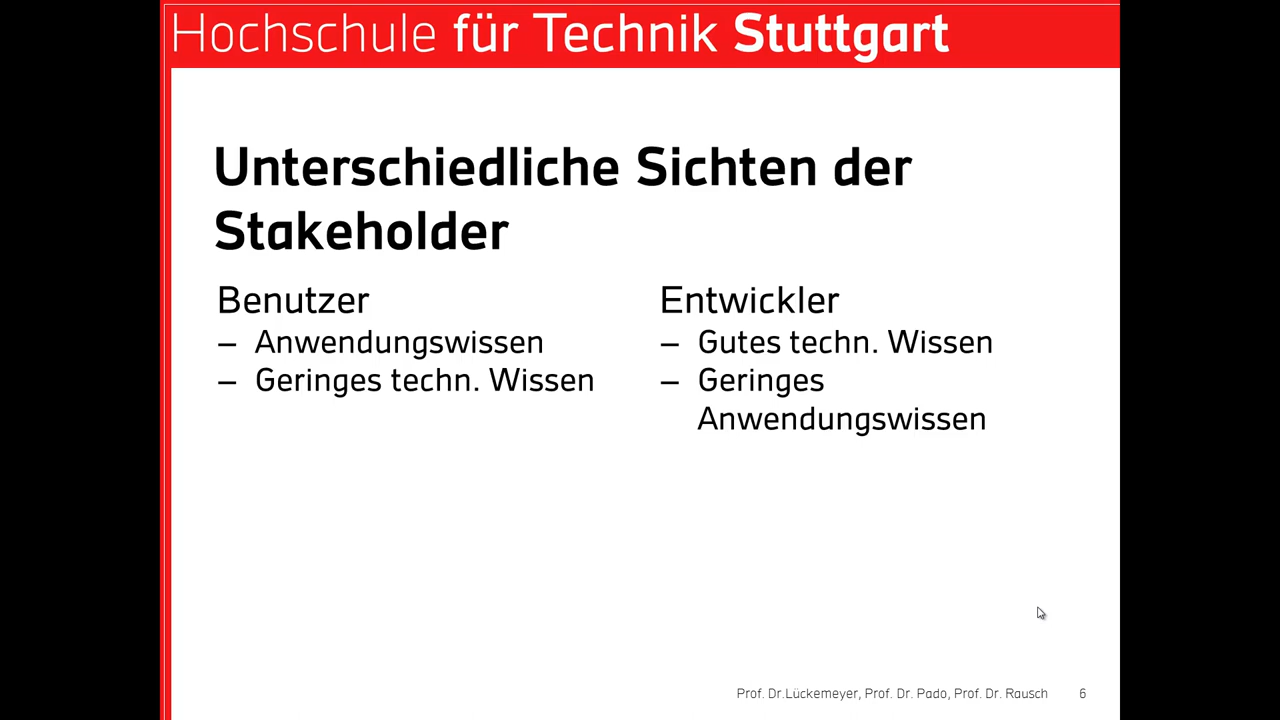 Hochschule für Technik Stuttgart
Unterschiedliche Sichten der
Stakeholder
Benutzer
– Anwendungswissen
– Geringes techn. Wissen
Entwickler
– Gutes techn. Wissen
– Geringes
Anwendungswissen
Prof. Dr.Lückemeyer, Prof. Dr. Pado, Prof. Dr. Rausch 6